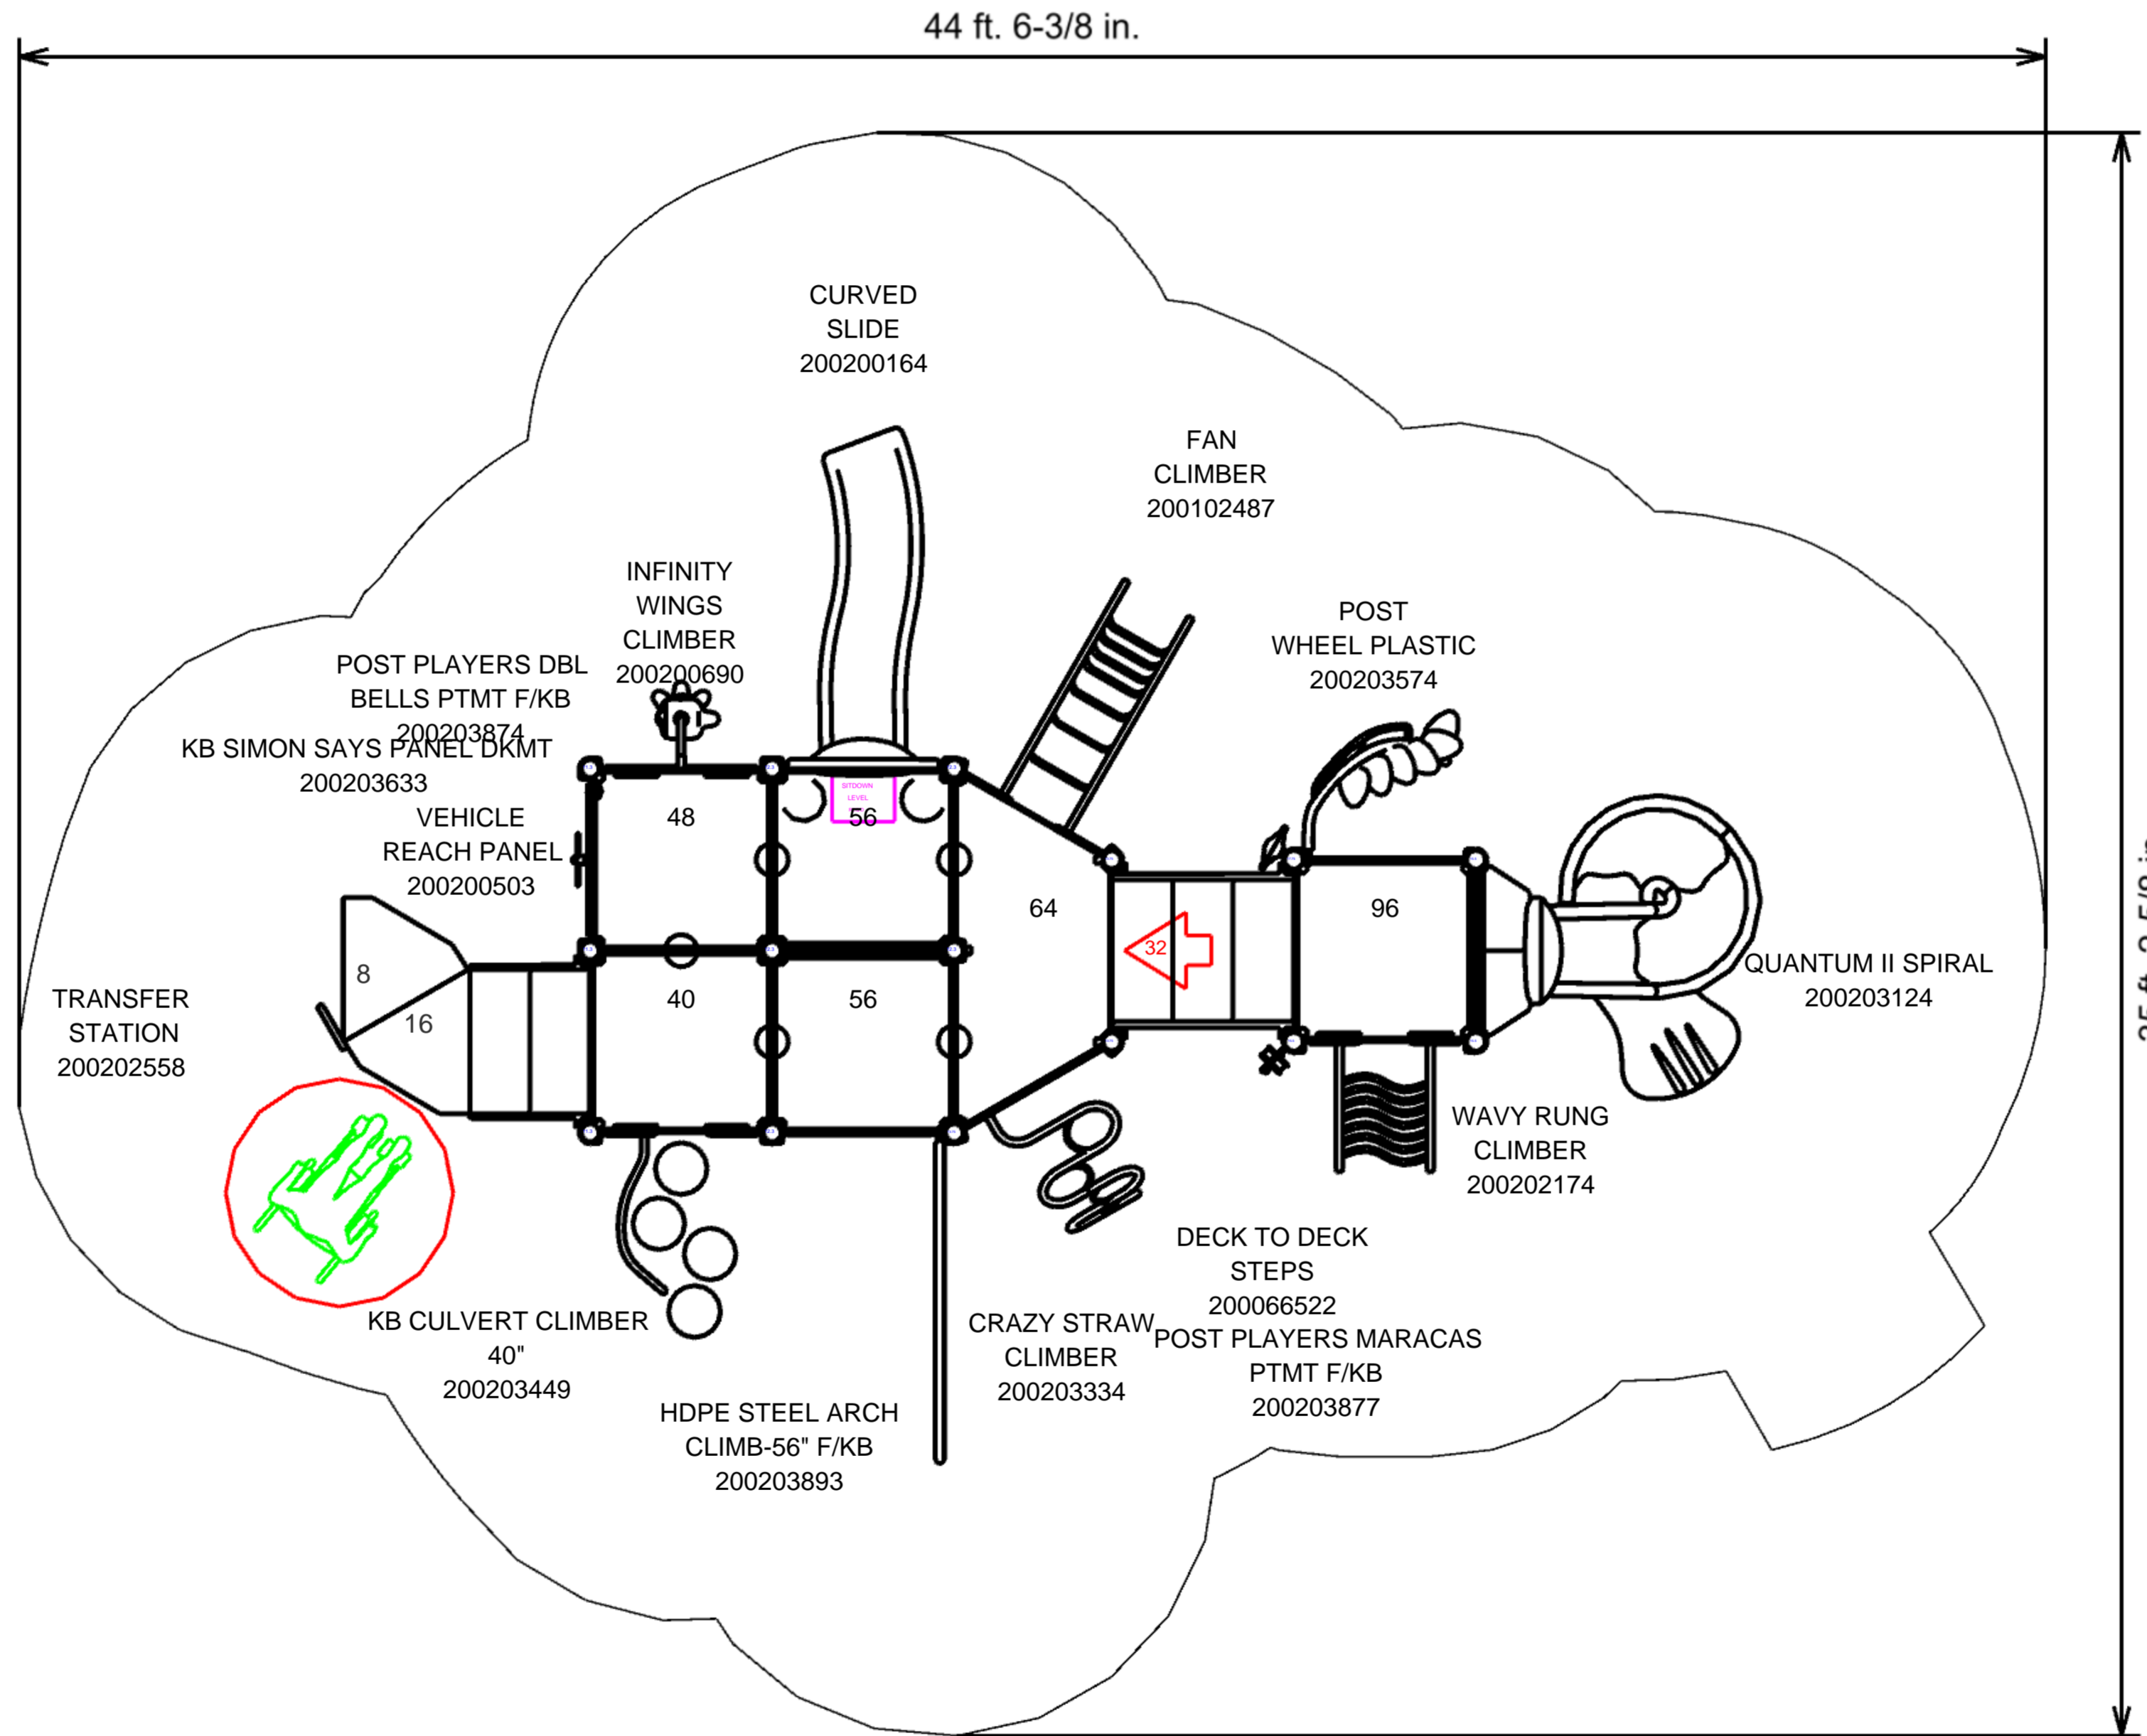 44 ft. 6-3/8 in.
CURVED
SLIDE
200200164
FAN
CLIMBER
200102487
INFINITY
WINGS
CLIMBER
200200690
POST
WHEEL PLASTIC
200203574
POST PLAYERS DBL
BELLS PTMT F/KB
200203874
KB SIMON SAYS PANEL DKMT
200203633
SITDOWN
LEVEL
48
56
VEHICLE
REACH PANEL
200200503
64
96
32
8
16
40
56
TRANSFER
STATION
200202558
QUANTUM II SPIRAL
200203124
WAVY RUNG
CLIMBER
200202174
DECK TO DECK
STEPS
200066522
KB CULVERT CLIMBER
40"
200203449
CRAZY STRAW
CLIMBER
200203334
POST PLAYERS MARACAS
PTMT F/KB
200203877
HDPE STEEL ARCH
CLIMB-56" F/KB
200203893